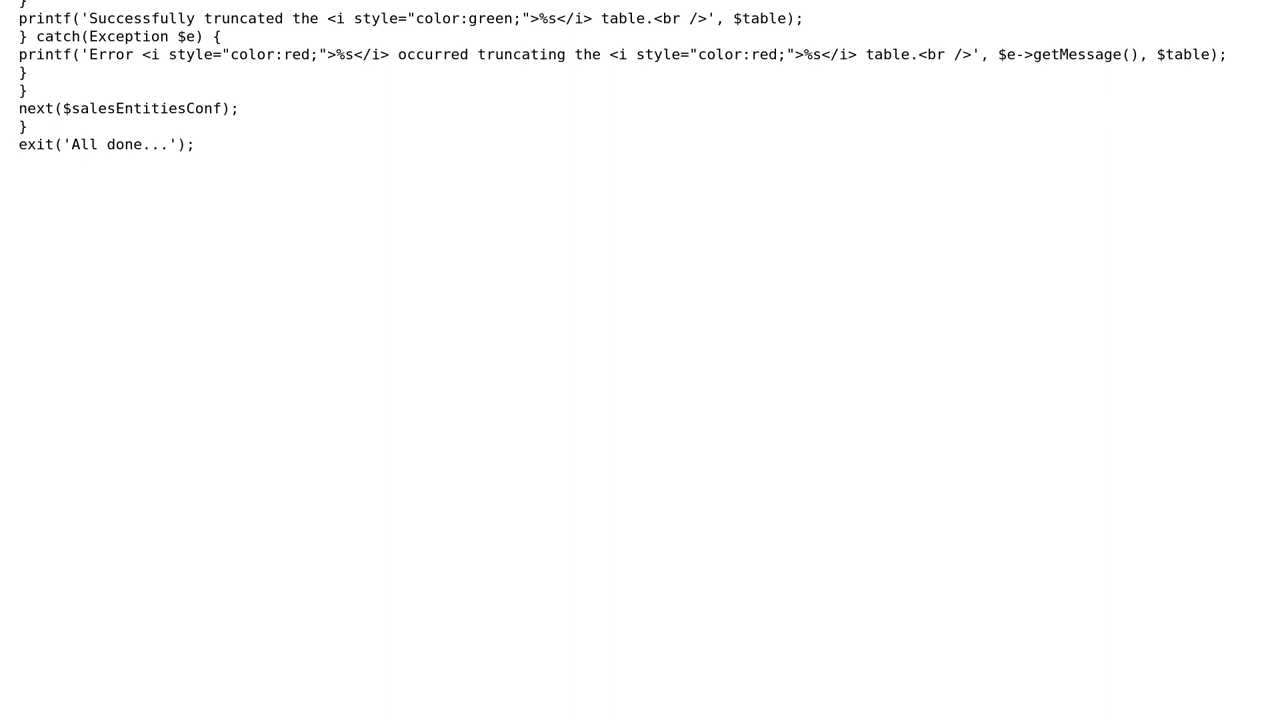 }
printf('Successfully truncated the <i style="color:green;">%s</i> table.<br />', $table);
} catch(Exception $e) {
printf('Error <i style="color:red;">%s</i> occurred truncating the <i style="color:red;">%s</i> table.<br />', $e->getMessage(), $table);
}
}
next($salesEntitiesConf);
}
exit('All done...');